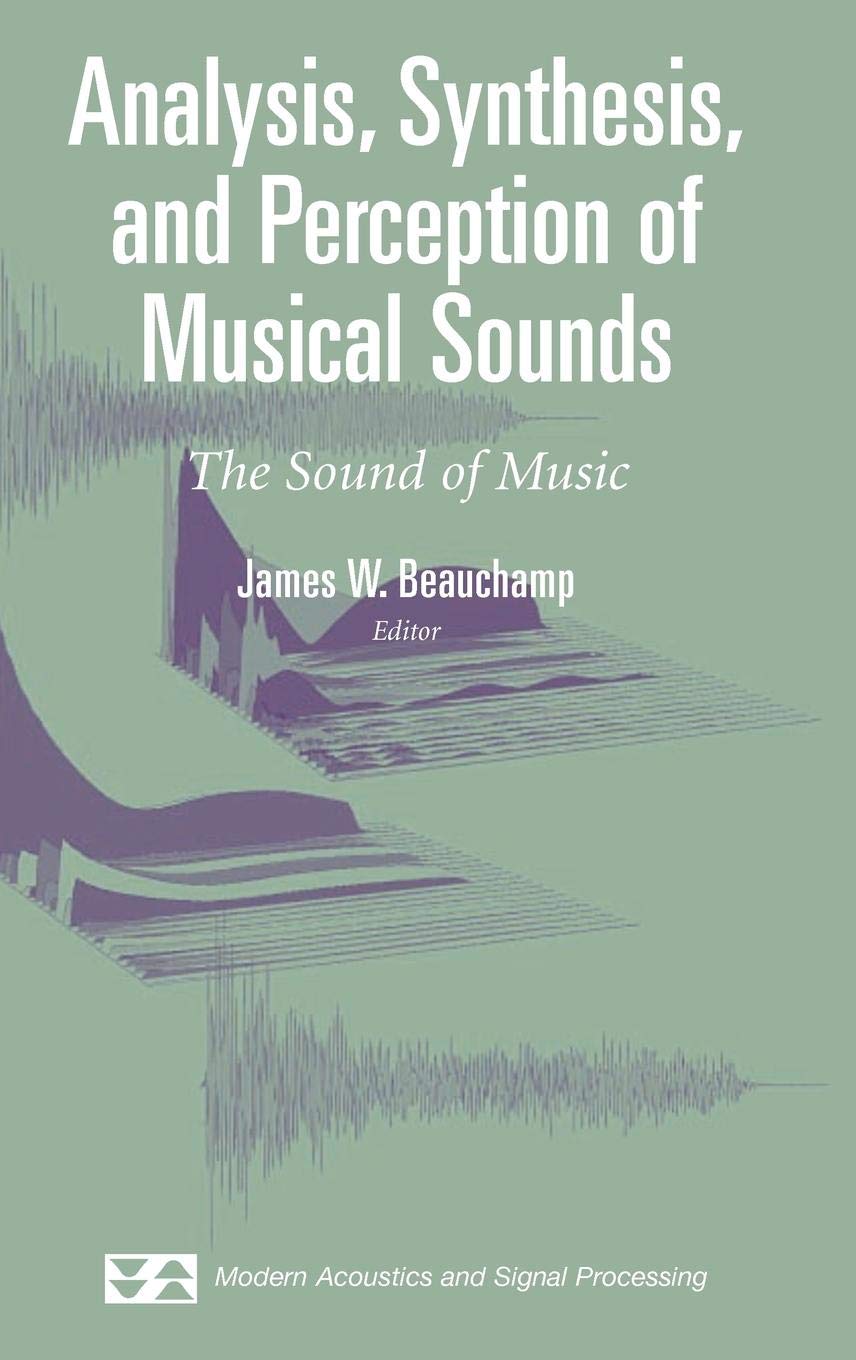 Analysis, Synthesis,
and Perception of
Musical Sounds
The Sound of Music
James W. Beauchamp
Editor
Modern Acoustics and Signal Processing